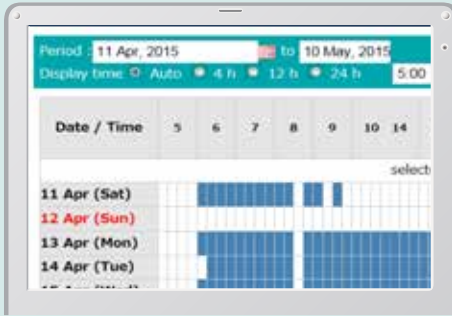 Period : 11 Apr, 2015 to 10 May, 2015
Display time Auto 4 h 12 h 24 h 5:00
Date / Time 5 6 7 8 9 10 14
select
11 Apr (Sat)
12 Apr (Sun)
13 Apr (Mon)
14 Apr (Tue)